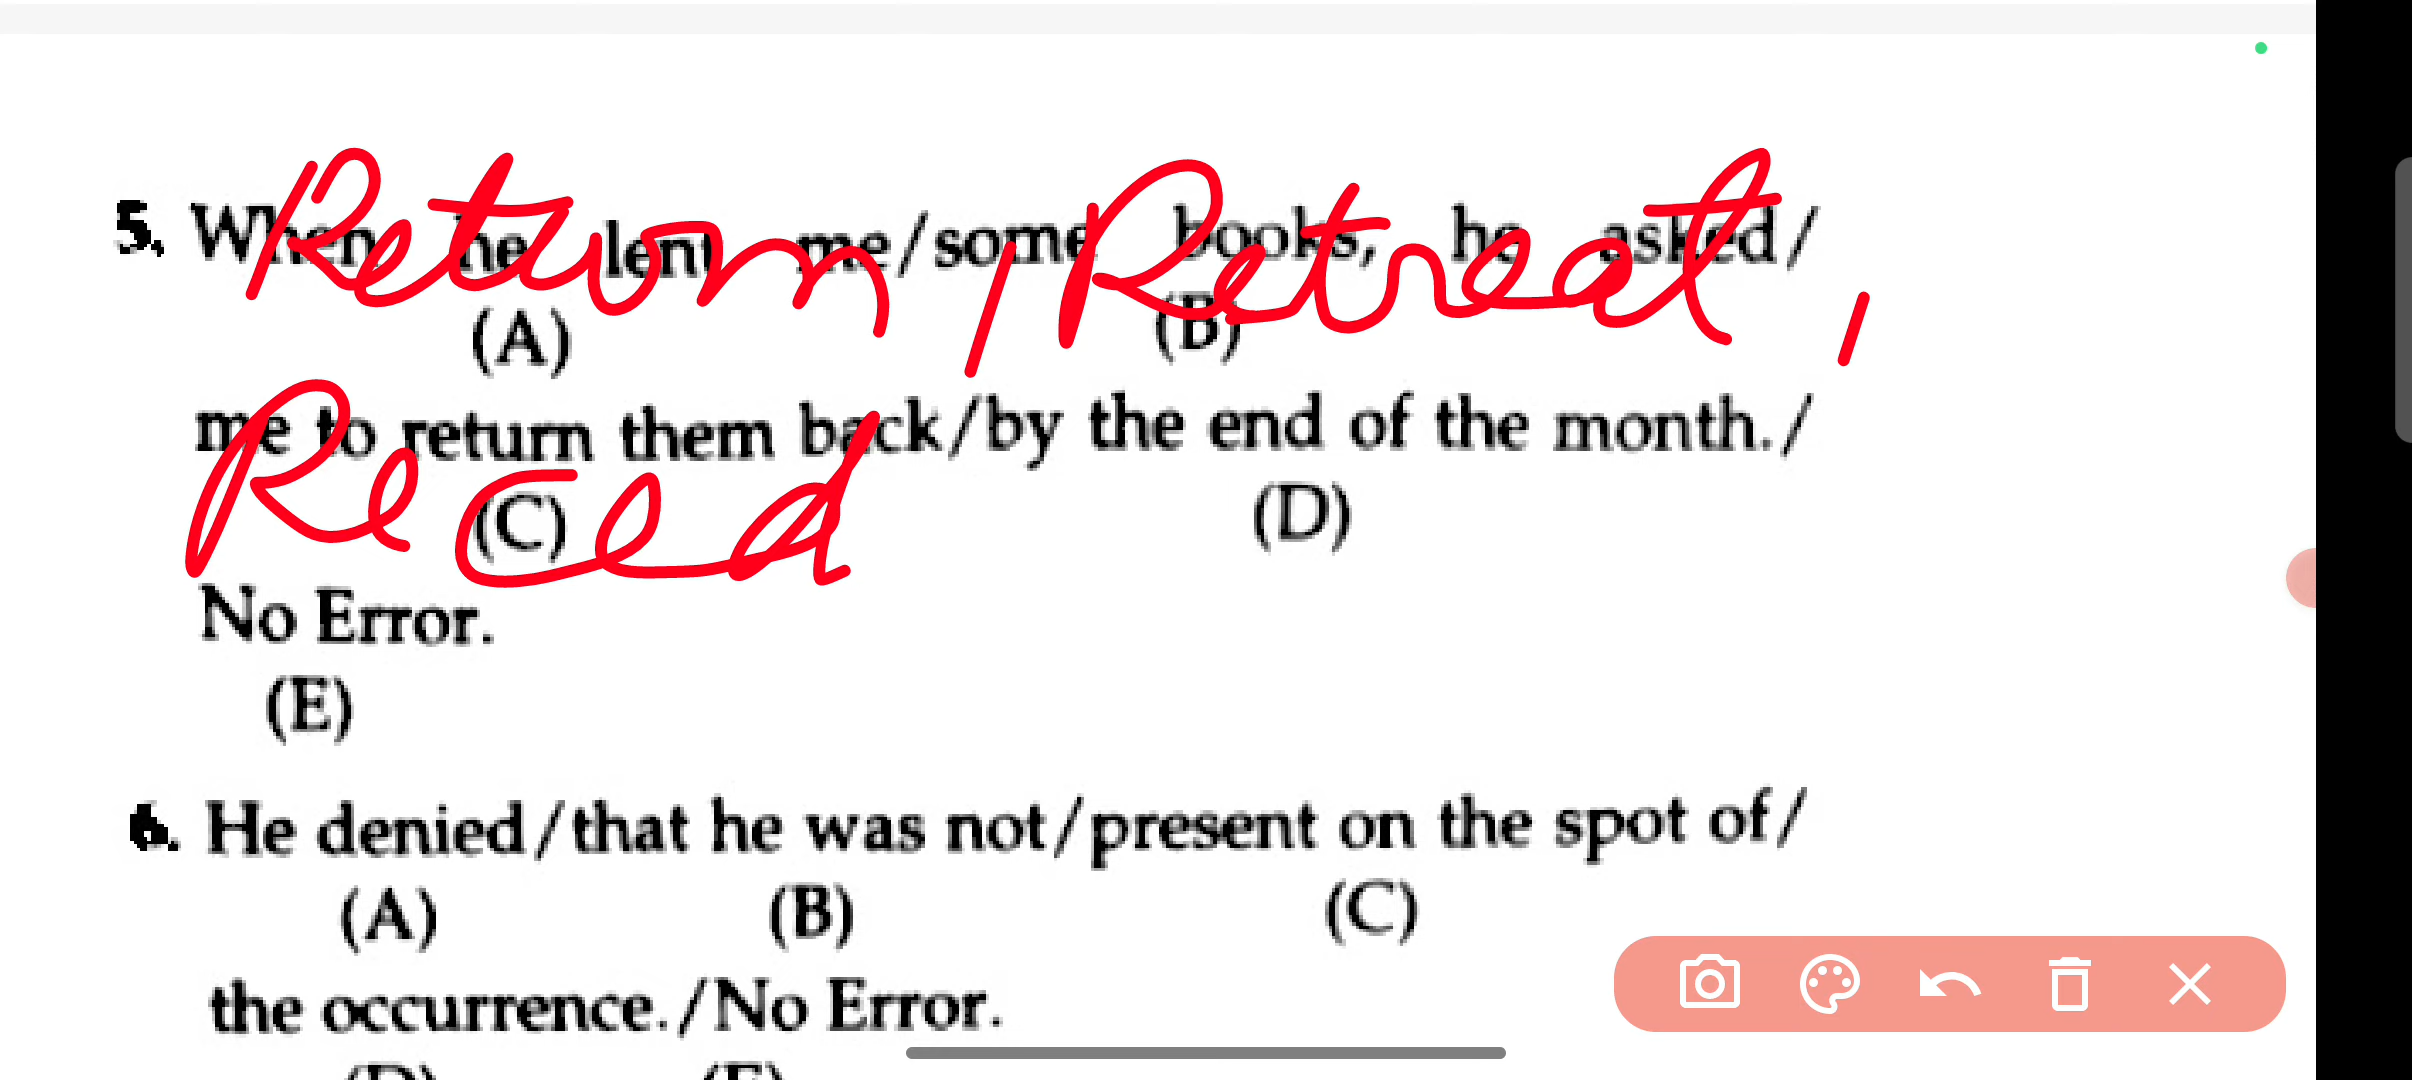 Return, Retreat,
5. When he lent me/some books, he asked/
(A) (B)
Reced
me to return them back/by the end of the month./
(C) (D)
No Error.
(E)
6. He denied/that he was not/present on the spot of/
(A) (B) (C)
the occurrence./No Error.
(D) (E)